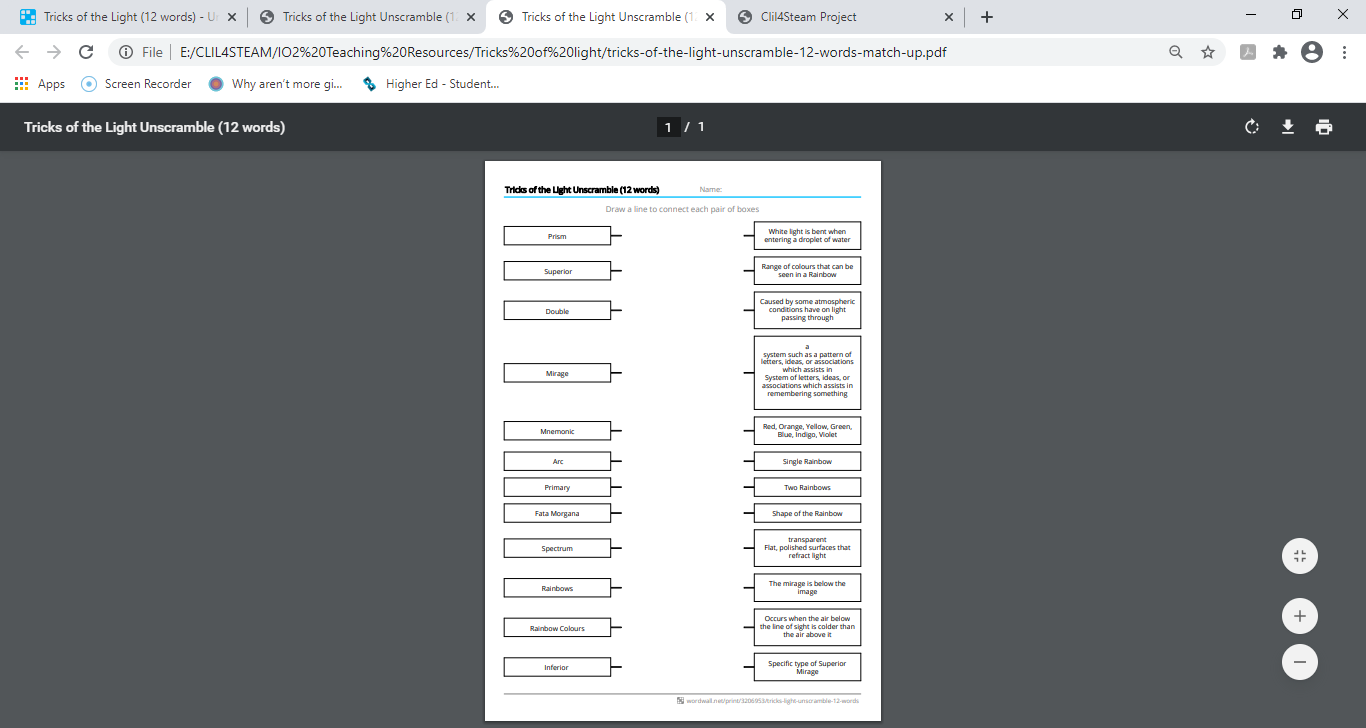 Tricks of the Light (12 words) - Ur
Tricks of the Light Unscramble (1
Tricks of the Light Unscramble (1
Clil4Steam Project
File
E:/CLIL4STEAM/IO2%20Teaching%20Resources/Tricks%20of%20light/tricks-of-the-light-unscramble-12-words-match-up.pdf
Apps
Screen Recorder
Why aren't more gi...
Higher Ed - Student...
Tricks of the Light Unscramble (12 words)
1 / 1
Tricks of the Light Unscramble (12 words)
Name:
Draw a line to connect each pair of boxes
Prism
White light is bent when
entering a droplet of water
Superior
Range of colours that can be
seen in a Rainbow
Double
Caused by some atmospheric
conditions have on light
passing through
Mirage
a
system such as a pattern of
letters, ideas, or associations
which assists in
System of letters, ideas, or
associations which assists in
remembering something
Mnemonic
Red, Orange, Yellow, Green,
Blue, Indigo, Violet
Arc
Single Rainbow
Primary
Two Rainbows
Fata Morgana
Shape of the Rainbow
Spectrum
transparent
Flat, polished surfaces that
refract light
Rainbows
The mirage is below the
image
Rainbow Colours
Occurs when the air below
the line of sight is colder than
the air above it
Inferior
Specific type of Superior
Mirage
wordwall.net/print/3206953/tricks-light-unscramble-12-words